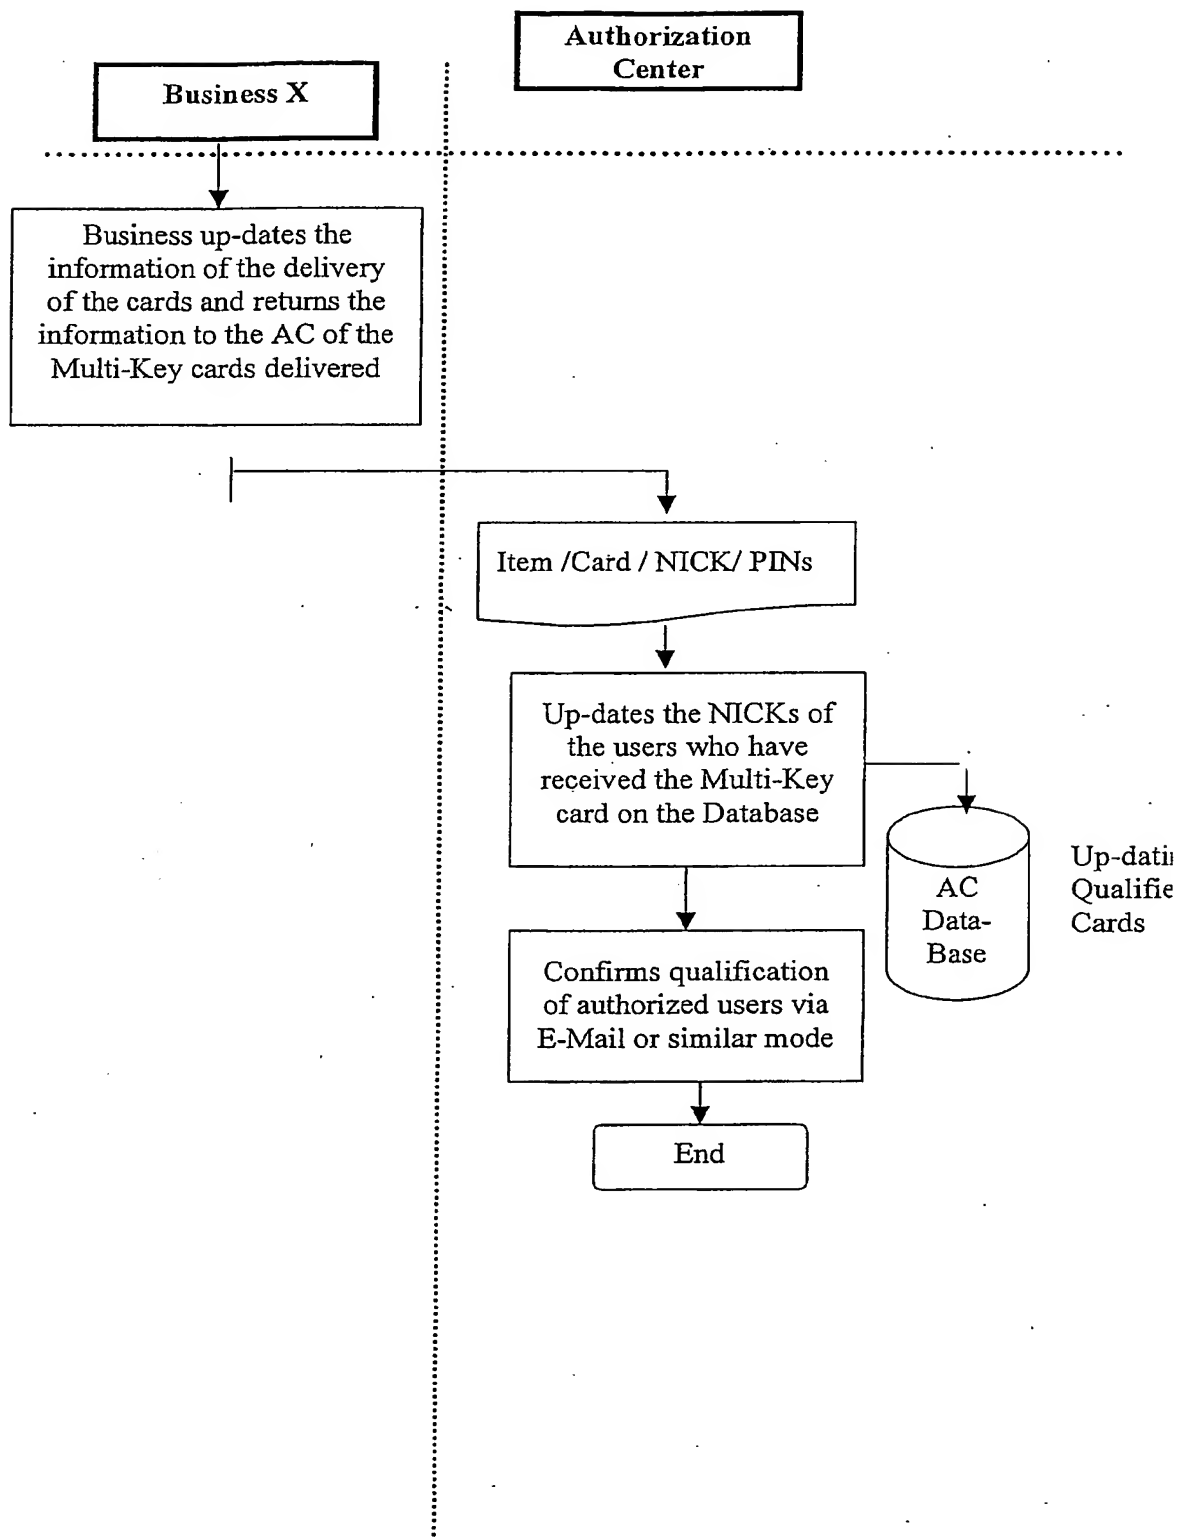 Authorization
Center
Business X
Business up-dates the
information of the delivery
of the cards and returns the
information to the AC of the
Multi-Key cards delivered
Item /Card / NICK/ PINs
Up-dates the NICKs of
the users who have
received the Multi-Key
card on the Database
AC
Data-
Base
Cards
Confirms qualification
of authorized users via
E-Mail or similar mode
End